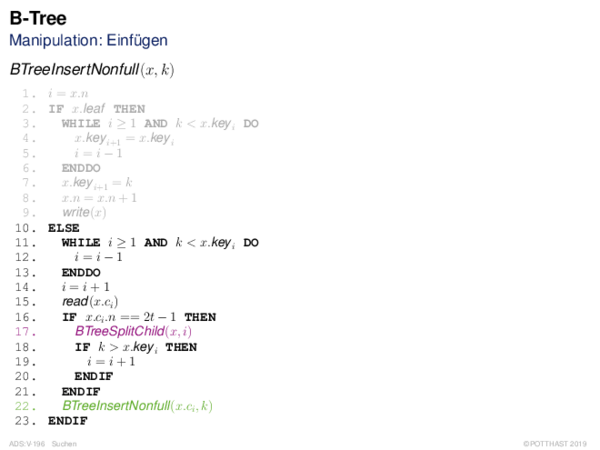 B-Tree
Manipulation: Einfügen
BTreeInsertNonfull(x, k)
1. i = x.n
2. IF x.leaf THEN
3. WHILE i ≥ 1 AND k < x.key_i DO
4. x.key_{i+1} = x.key_i
5. i = i − 1
6. ENDDO
7. x.key_{i+1} = k
8. x.n = x.n + 1
9. write(x)
10. ELSE
11. WHILE i ≥ 1 AND k < x.key_i DO
12. i = i − 1
13. ENDDO
14. i = i + 1
15. read(x.c_i)
16. IF x.c_i.n == 2t − 1 THEN
17. BTreeSplitChild(x, i)
18. IF k > x.key_i THEN
19. i = i + 1
20. ENDIF
21. ENDIF
22. BTreeInsertNonfull(x.c_i, k)
23. ENDIF
ADS:V-196 Suchen ©POTTHAST 2019